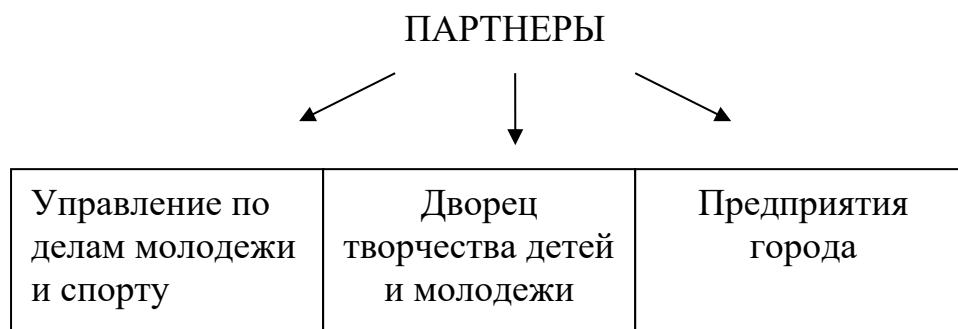 ПАРТНЕРЫ
Управление по
делам молодежи
и спорту
Дворец
творчества детей
и молодежи
Предприятия
города